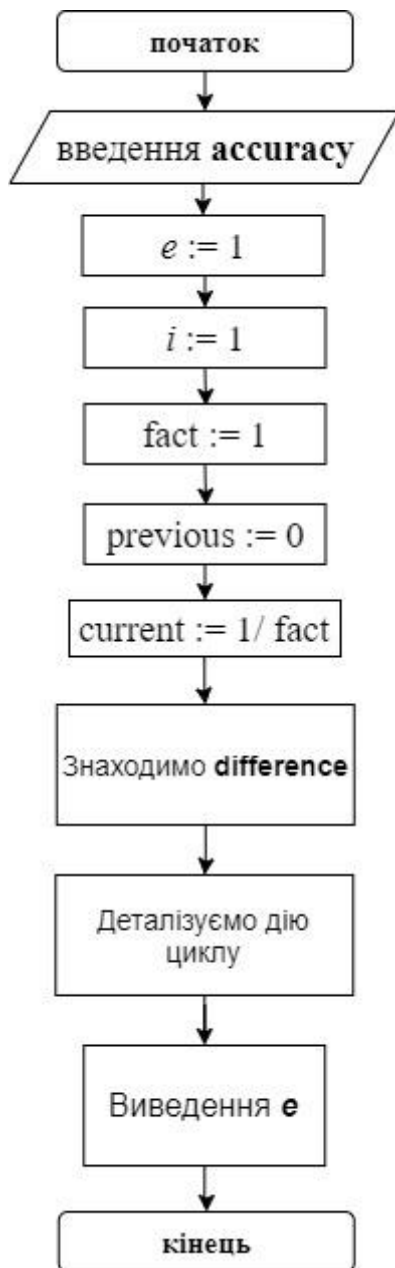 початок
введення accuracy
e := 1
i := 1
fact := 1
previous := 0
current := 1/ fact
Знаходимо difference
Деталізуємо дію
циклу
Виведення e
кінець